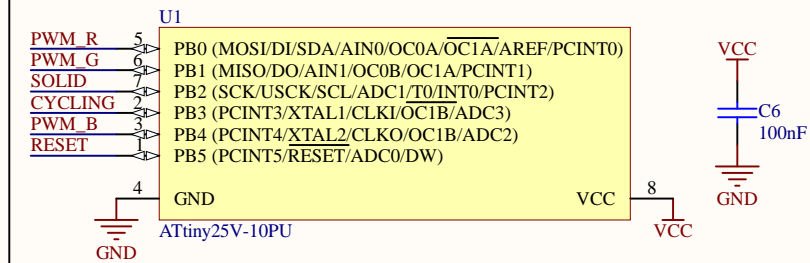 U1
PWM_R 5 PB0 (MOSI/DI/SDA/AIN0/OC0A/OC1A/AREF/PCINT0)
PWM_G 6 PB1 (MISO/DO/AIN1/OC0B/OC1A/PCINT1)
SOLID 7 PB2 (SCK/USCK/SCL/ADC1/T0/INT0/PCINT2)
CYCLING 2 PB3 (PCINT3/XTAL1/CLKI/OC1B/ADC3)
PWM_B 3 PB4 (PCINT4/XTAL2/CLKO/OC1B/ADC2)
RESET 1 PB5 (PCINT5/RESET/ADC0/DW)
4 GND VCC 8
GND
VCC
ATtiny25V-10PU
VCC
C6
100nF
GND